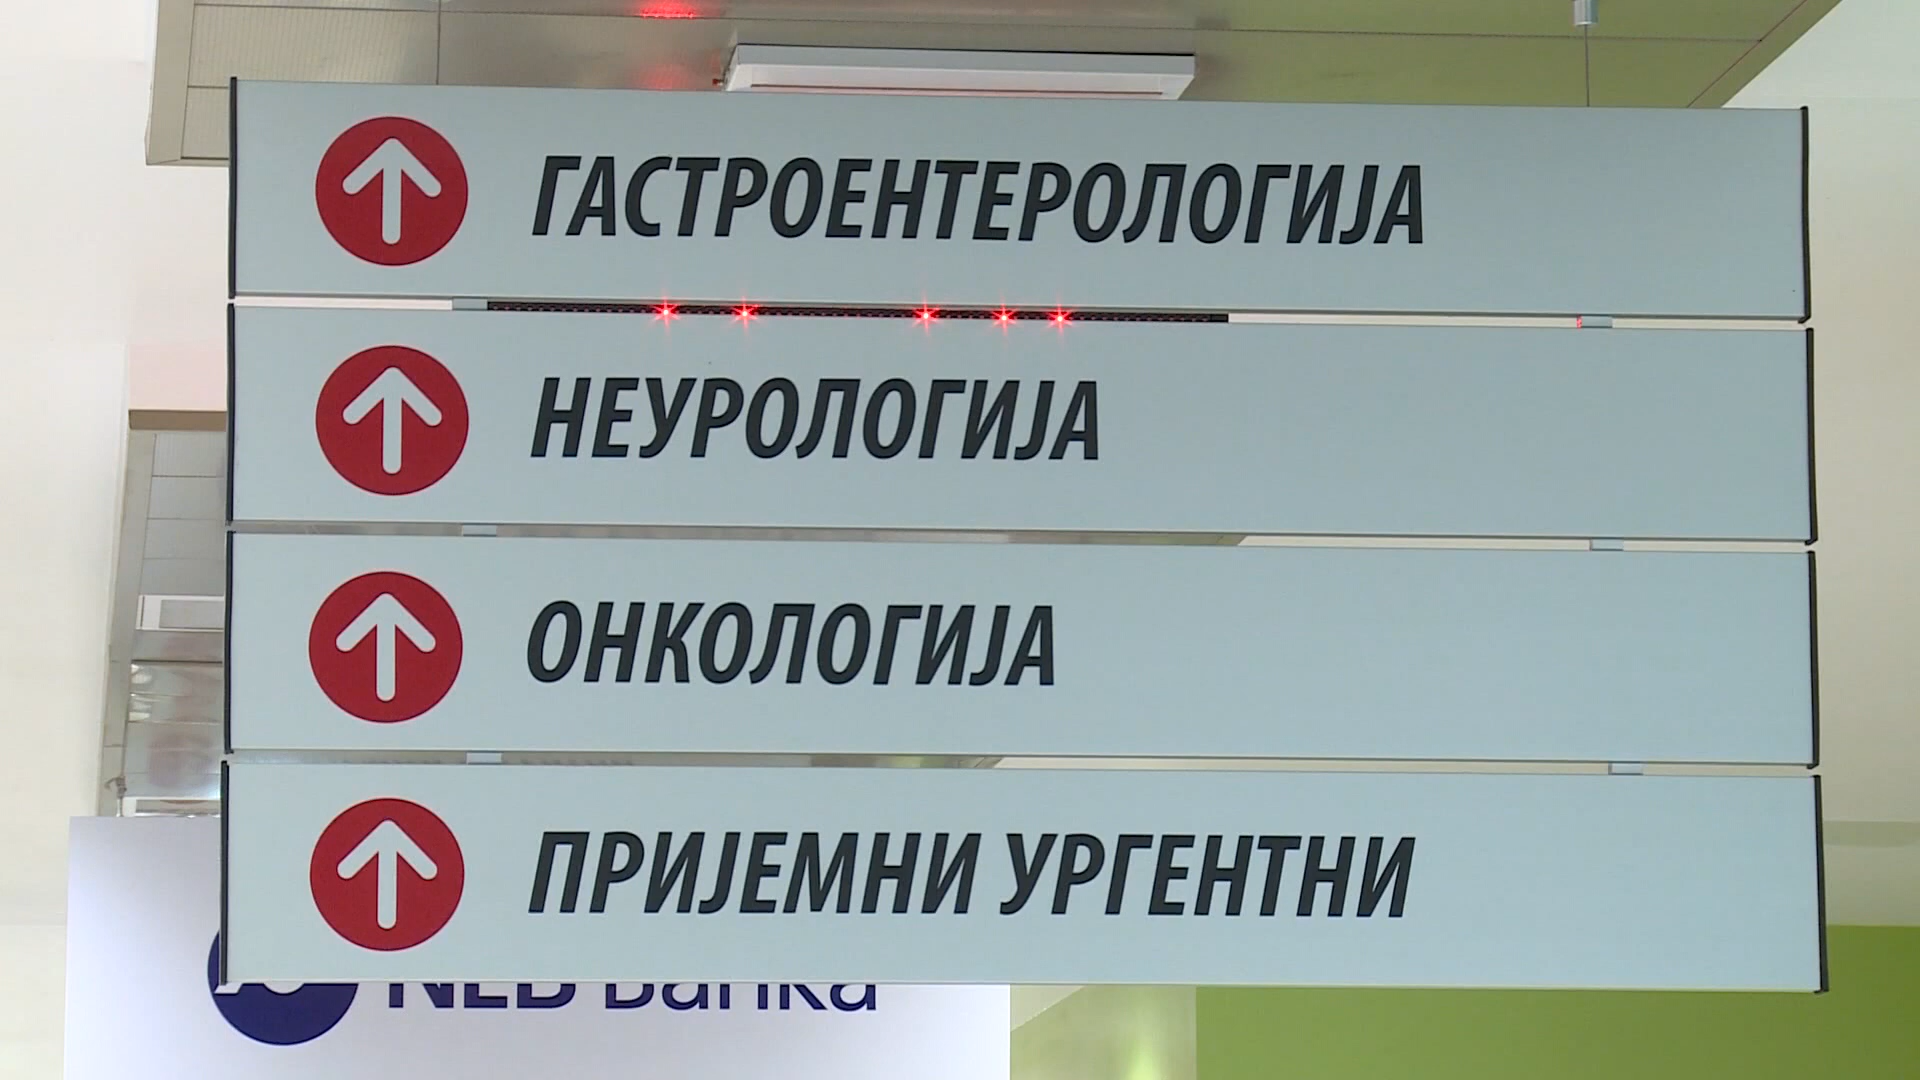 ГАСТРОЕНТЕРОЛОГИЈА
НЕУРОЛОГИЈА
ОНКОЛОГИЈА
ПРИЈЕМНИ УРГЕНТНИ
NLB Banka